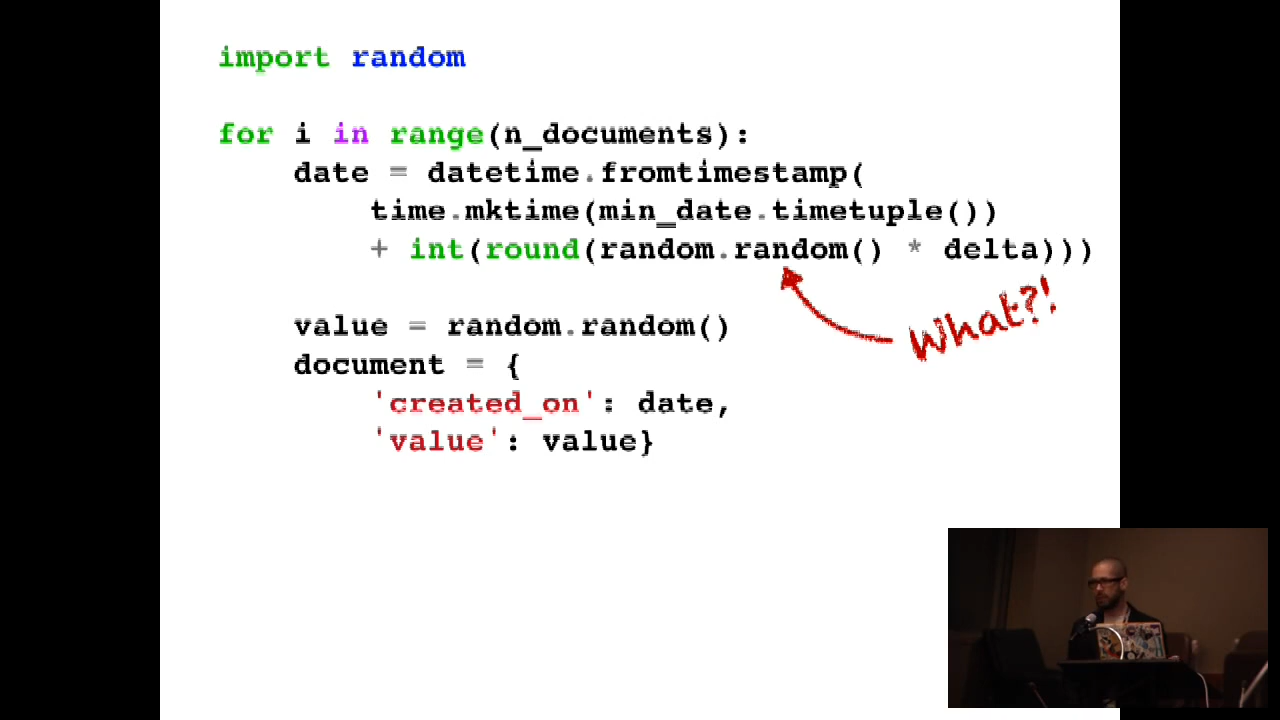 import random
for i in range(n_documents):
date = datetime.fromtimestamp(
time.mktime(min_date.timetuple())
+ int(round(random.random() * delta)))
What?!
value = random.random()
document = {
'created_on': date,
'value': value}